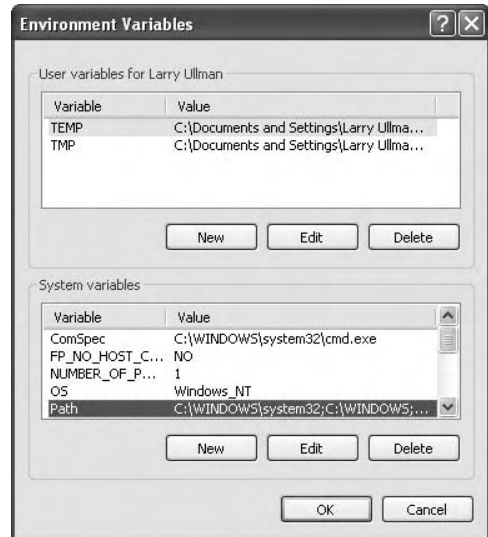 Environment Variables
User variables for Larry Ullman
Variable Value
TEMP C:\Documents and Settings\Larry Ullma...
TMP C:\Documents and Settings\Larry Ullma...
New Edit Delete
System variables
Variable Value
ComSpec C:\WINDOWS\system32\cmd.exe
FP_NO_HOST_C... NO
NUMBER_OF_P... 1
OS Windows_NT
Path C:\WINDOWS\system32;C:\WINDOWS;...
New Edit Delete
OK Cancel